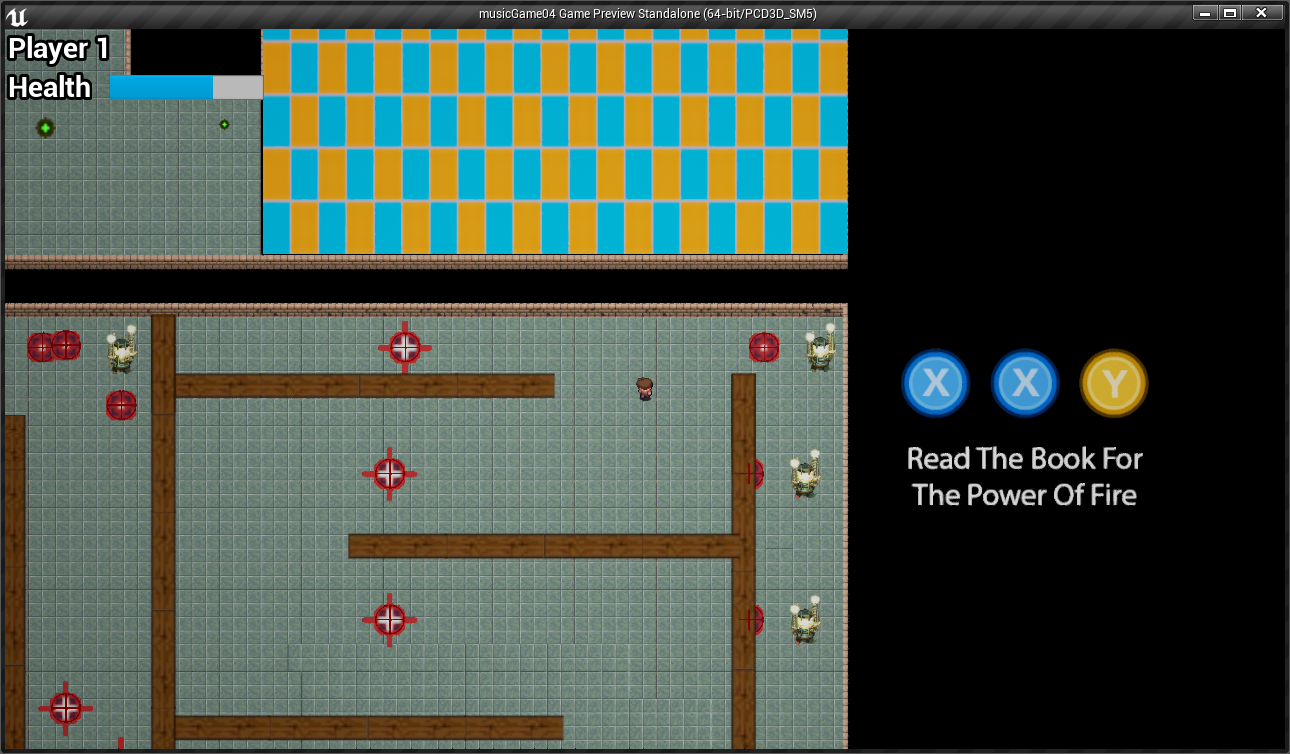 musicGame04 Game Preview Standalone (64-bit/PCD3D_SM5)
Player 1
Health
X X Y
Read The Book For
The Power Of Fire